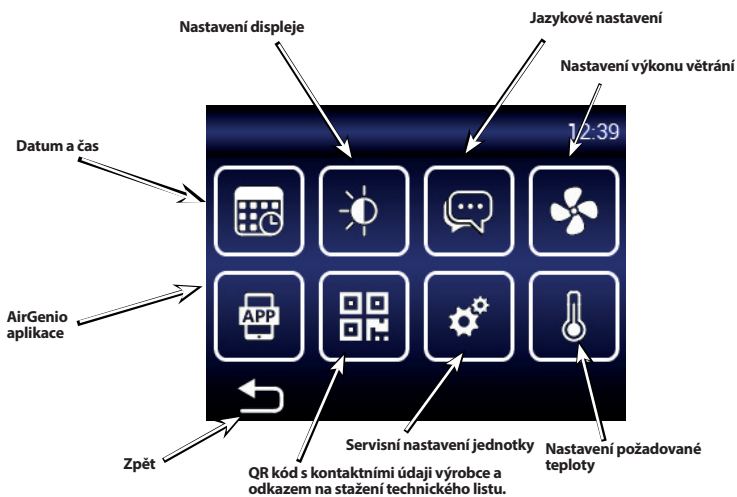 Nastavení displeje
Jazykové nastavení
Nastavení výkonu větrání
Datum a čas
12:39
AirGenio
aplikace
APP
Zpět
Servisní nastavení jednotky
Nastavení požadované
teploty
QR kód s kontaktními údaji výrobce a
odkazem na stažení technického listu.